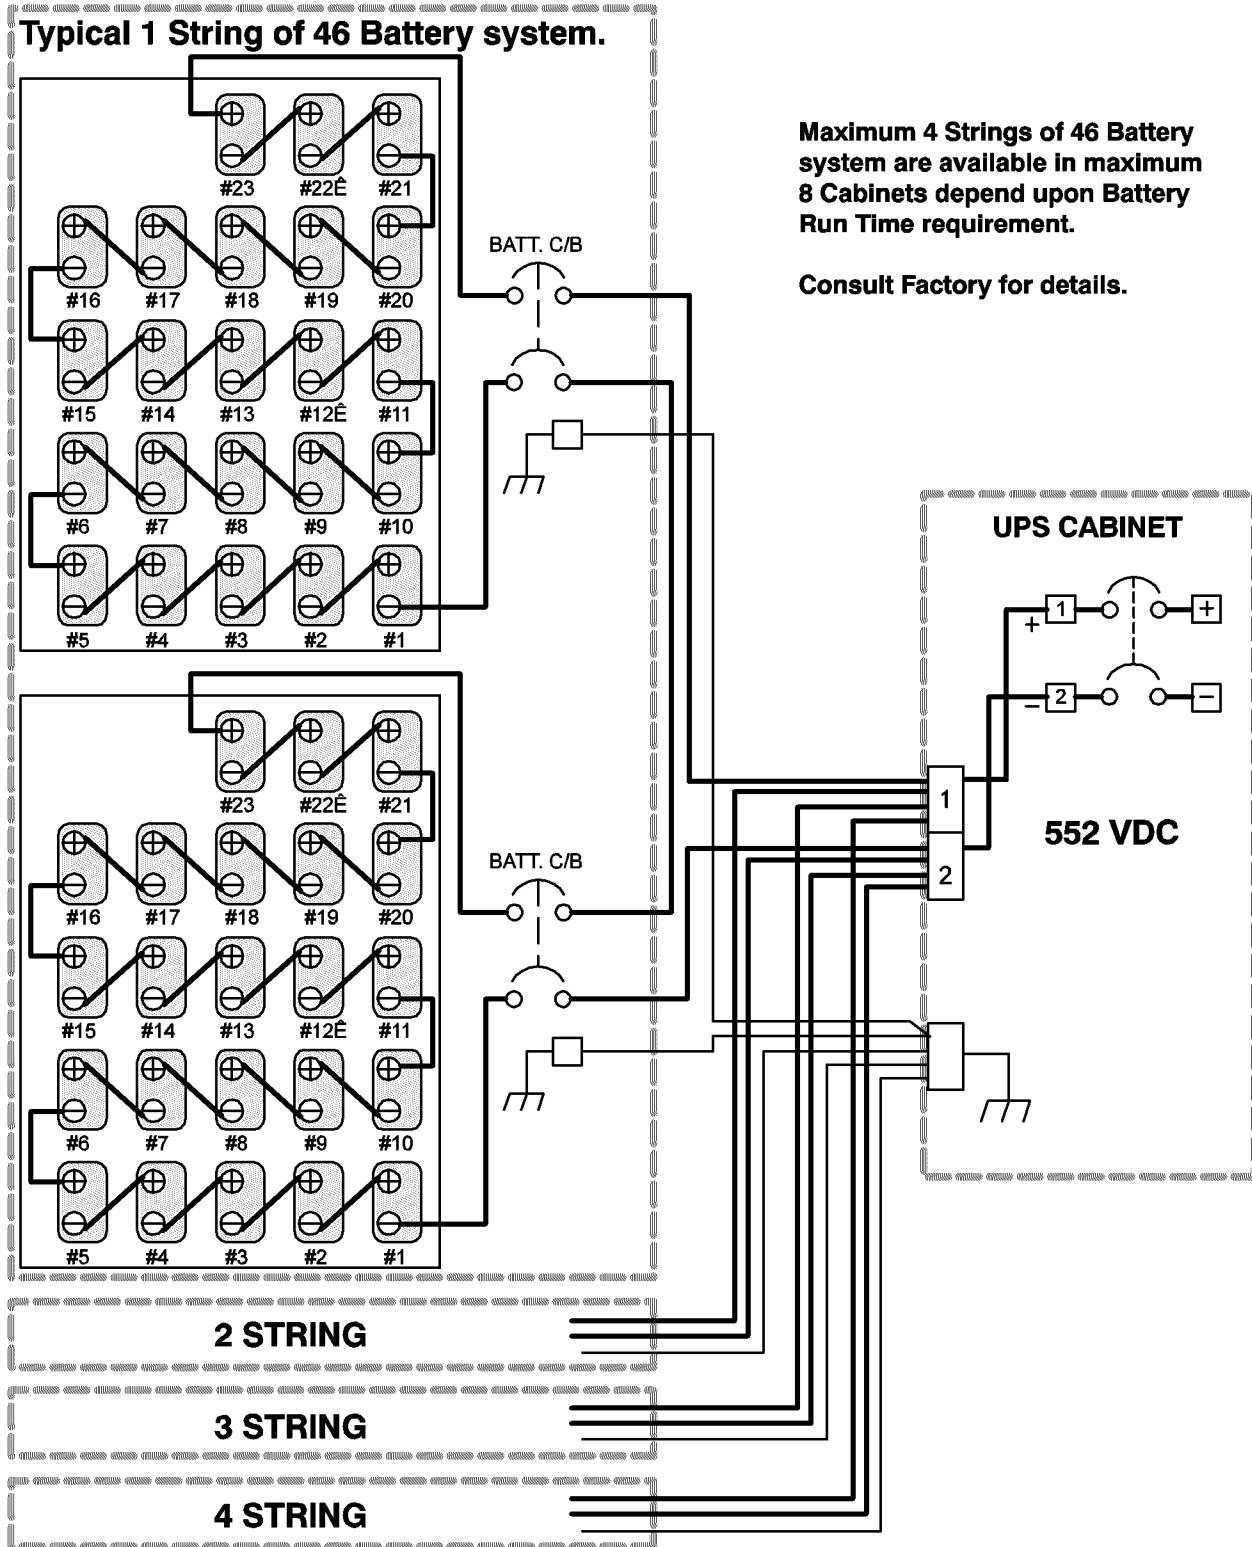 Typical 1 String of 46 Battery system.
#23 #22Ê #21
#16 #17 #18 #19 #20
#15 #14 #13 #12Ê #11
#6 #7 #8 #9 #10
#5 #4 #3 #2 #1
BATT. C/B
Maximum 4 Strings of 46 Battery
system are available in maximum
8 Cabinets depend upon Battery
Run Time requirement.
Consult Factory for details.
UPS CABINET
1 +
+
2 −
−
1
2
552 VDC
#23 #22Ê #21
#16 #17 #18 #19 #20
#15 #14 #13 #12Ê #11
#6 #7 #8 #9 #10
#5 #4 #3 #2 #1
BATT. C/B
2 STRING
3 STRING
4 STRING